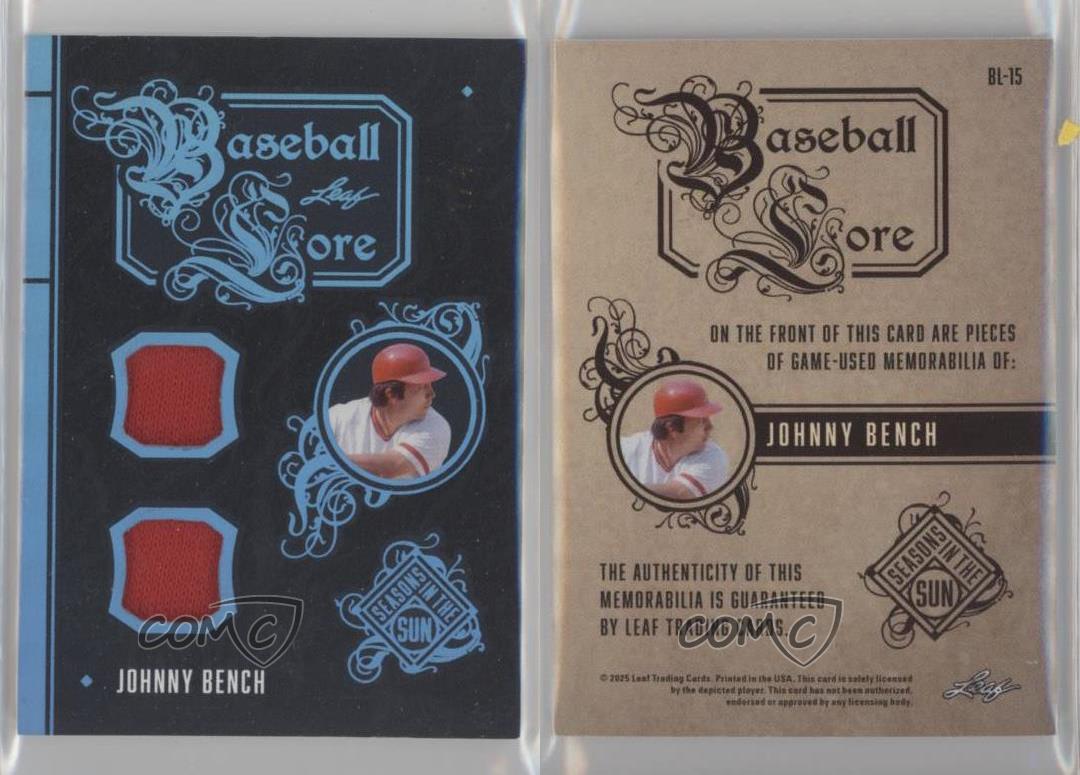 Baseball
Leaf
Lore
SEASONS
IN THE
SUN
COMC
JOHNNY BENCH
BL-15
Baseball
Lore
ON THE FRONT OF THIS CARD ARE PIECES
OF GAME-USED MEMORABILIA OF:
JOHNNY BENCH
SEASONS
IN THE
SUN
THE AUTHENTICITY OF THIS
MEMORABILIA IS GUARANTEED
BY LEAF TRADING CARDS.
COMC
© 2025 Leaf Trading Cards. Printed in the USA. This card is solely licensed
by the depicted player. This card has not been authorized,
endorsed or approved by any licensing body.
Leaf